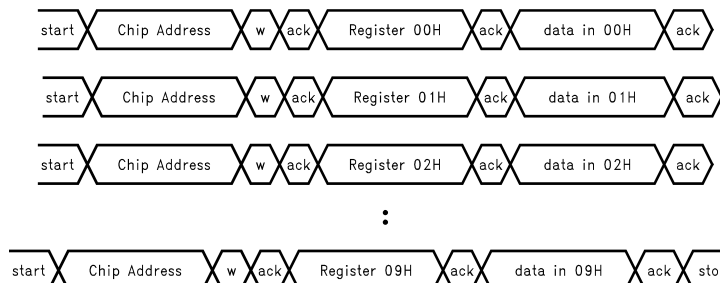 start Chip Address w ack Register 00H ack data in 00H ack
start Chip Address w ack Register 01H ack data in 01H ack
start Chip Address w ack Register 02H ack data in 02H ack
:
start Chip Address w ack Register 09H ack data in 09H ack sto